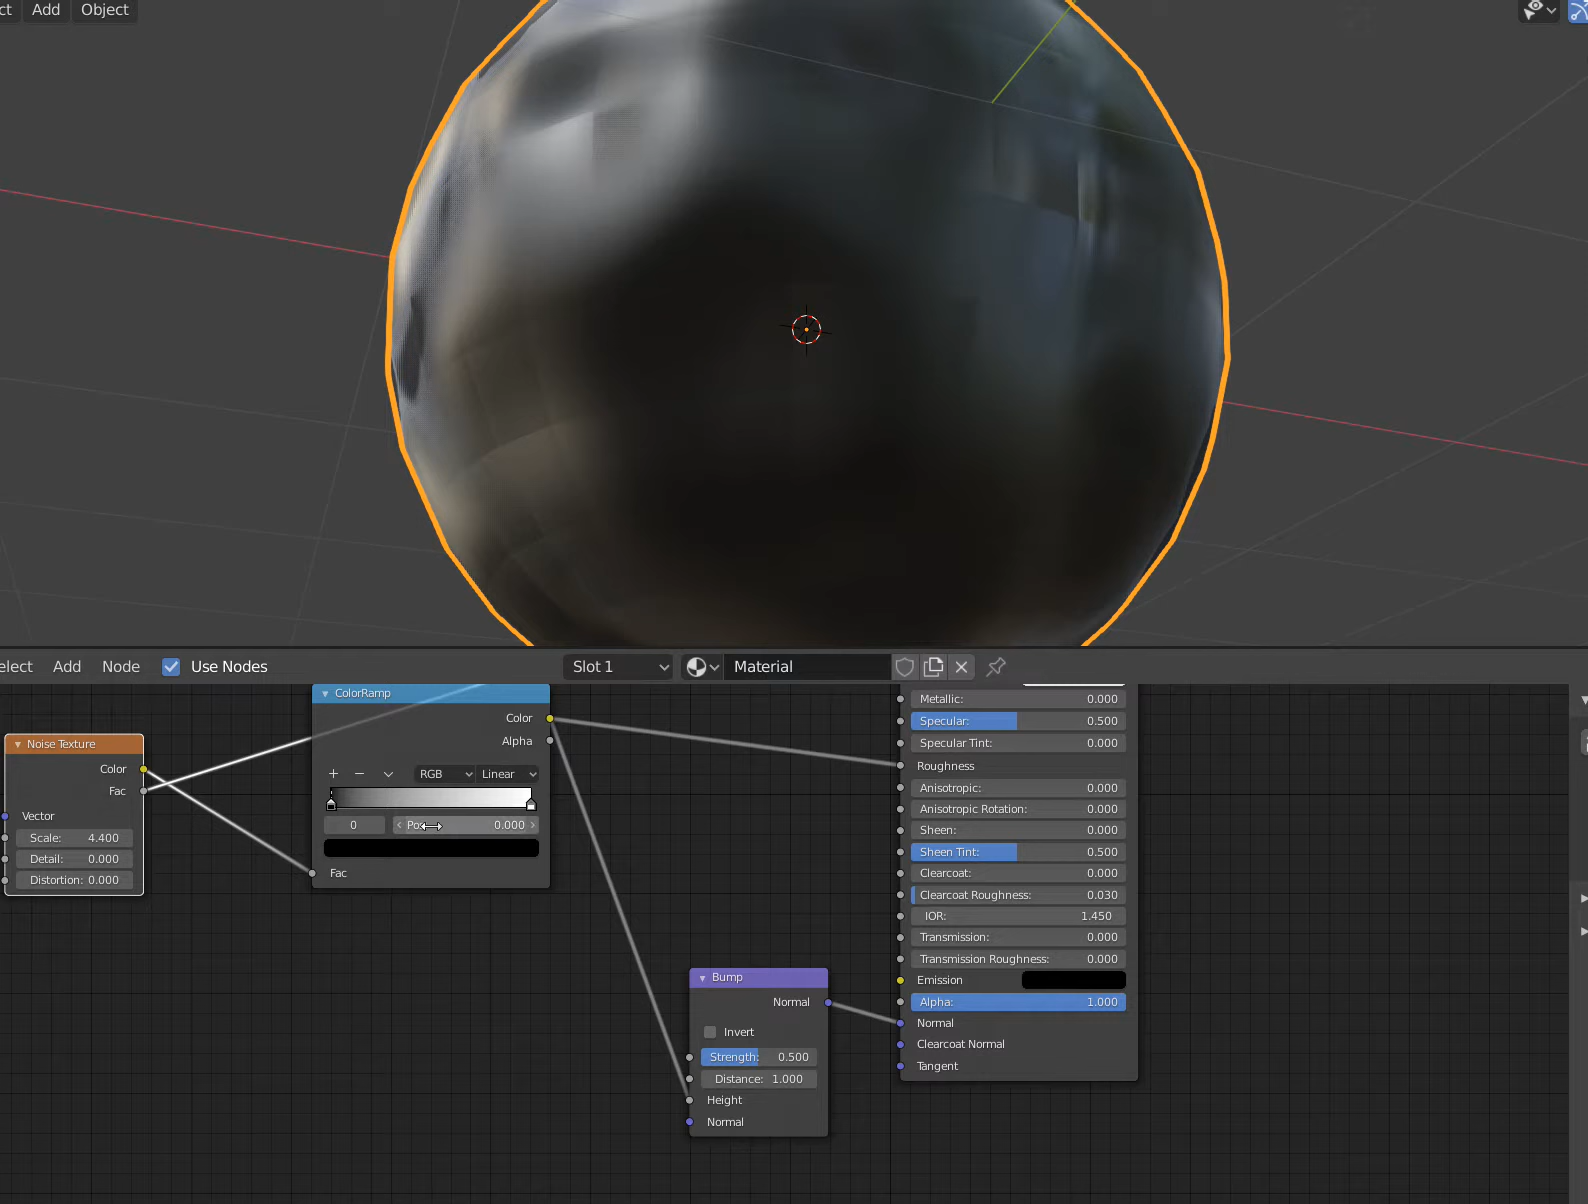 ct Add Object
elect Add Node Use Nodes Slot 1 Material
ColorRamp
Color
Alpha
RGB Linear
0 Po 0.000
Fac
Noise Texture
Color
Fac
Vector
Scale: 4.400
Detail: 0.000
Distortion: 0.000
Metallic: 0.000
Specular: 0.500
Specular Tint: 0.000
Roughness
Anisotropic: 0.000
Anisotropic Rotation: 0.000
Sheen: 0.000
Sheen Tint: 0.500
Clearcoat: 0.000
Clearcoat Roughness: 0.030
IOR: 1.450
Transmission: 0.000
Transmission Roughness: 0.000
Emission
Alpha: 1.000
Normal
Clearcoat Normal
Tangent
Bump
Normal
Invert
Strength: 0.500
Distance: 1.000
Height
Normal